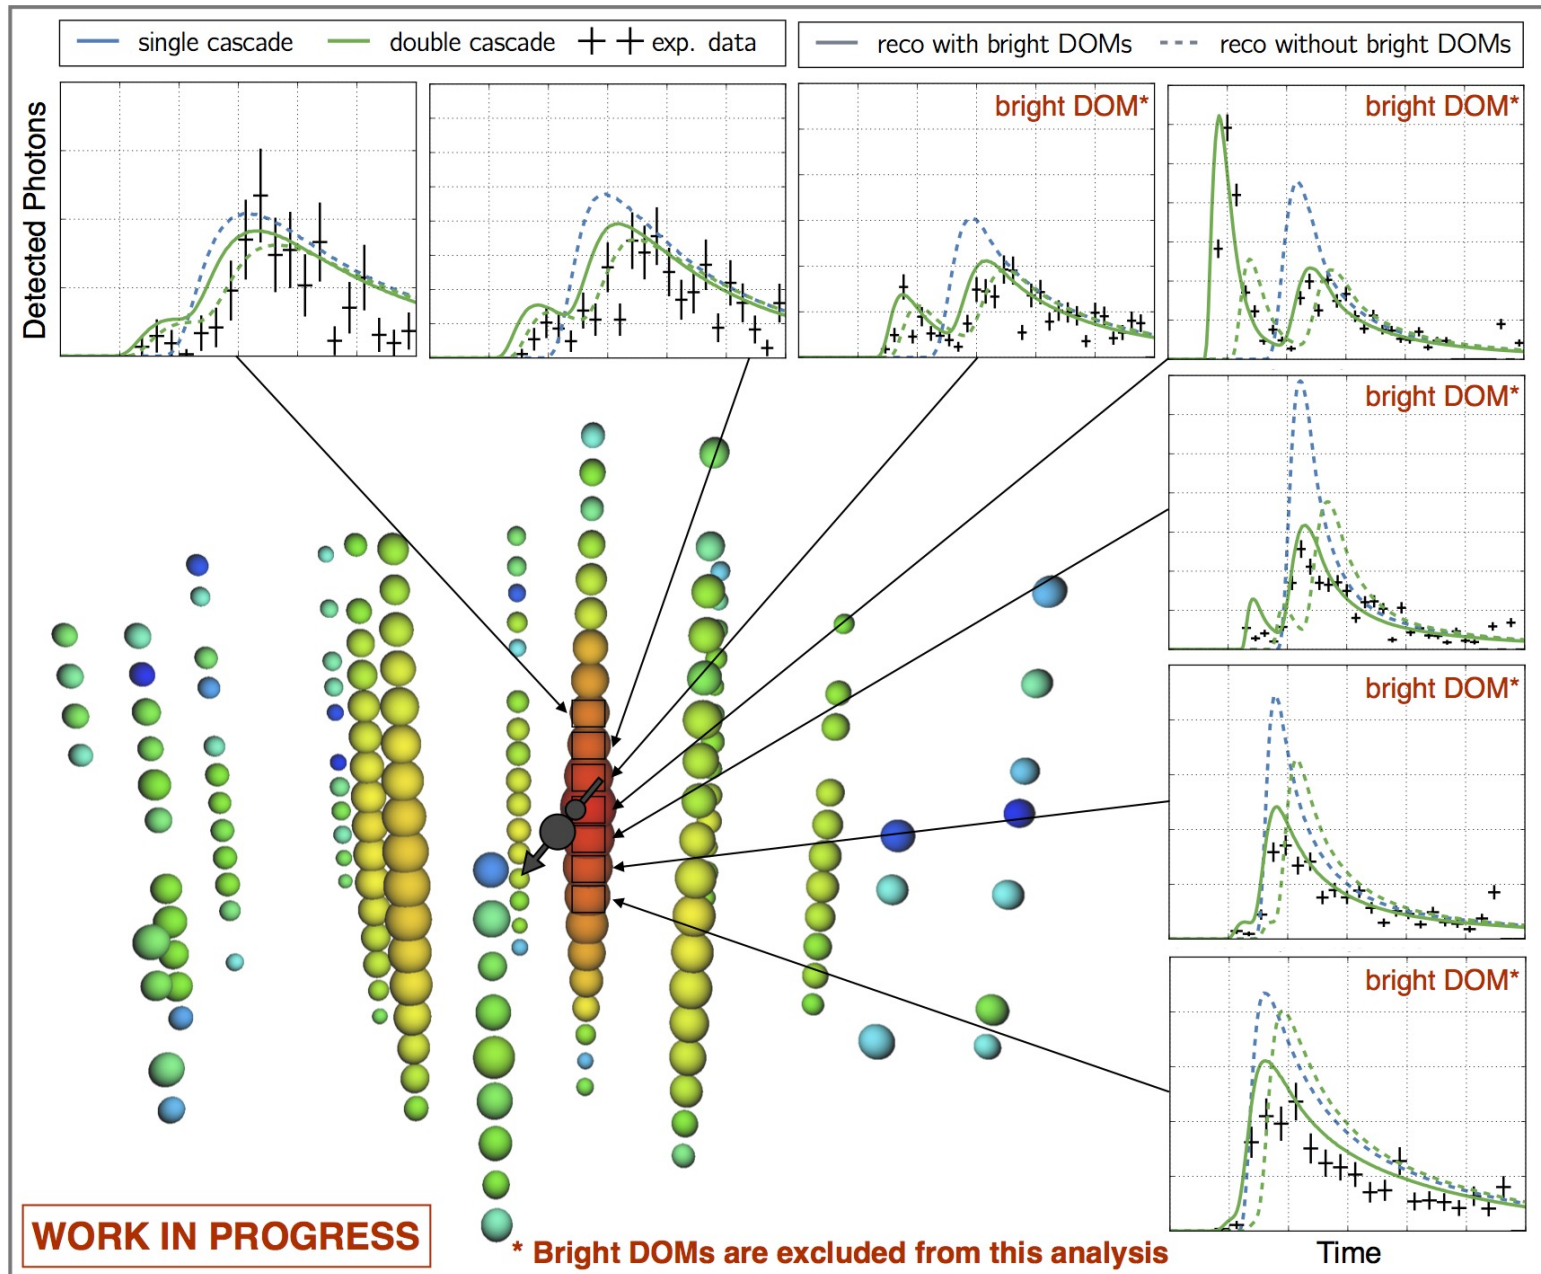 single cascade double cascade exp. data
reco with bright DOMs reco without bright DOMs
Detected Photons
bright DOM*
bright DOM*
bright DOM*
bright DOM*
bright DOM*
WORK IN PROGRESS
* Bright DOMs are excluded from this analysis
Time